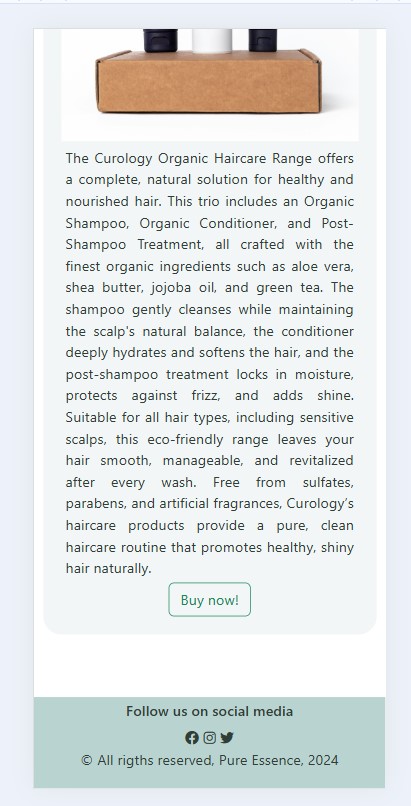 The Curology Organic Haircare Range offers
a complete, natural solution for healthy and
nourished hair. This trio includes an Organic
Shampoo, Organic Conditioner, and Post-
Shampoo Treatment, all crafted with the
finest organic ingredients such as aloe vera,
shea butter, jojoba oil, and green tea. The
shampoo gently cleanses while maintaining
the scalp's natural balance, the conditioner
deeply hydrates and softens the hair, and the
post-shampoo treatment locks in moisture,
protects against frizz, and adds shine.
Suitable for all hair types, including sensitive
scalps, this eco-friendly range leaves your
hair smooth, manageable, and revitalized
after every wash. Free from sulfates,
parabens, and artificial fragrances, Curology’s
haircare products provide a pure, clean
haircare routine that promotes healthy, shiny
hair naturally.
Buy now!
Follow us on social media
© All rigths reserved, Pure Essence, 2024